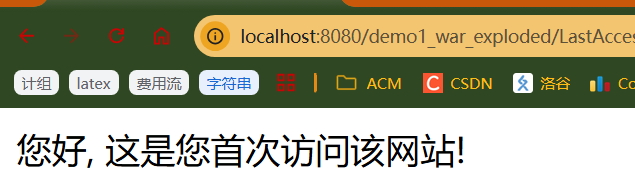 localhost:8080/demo1_war_exploded/LastAcces
计组 latex 费用流 字符串 ACM CSDN 洛谷 Co
您好, 这是您首次访问该网站!